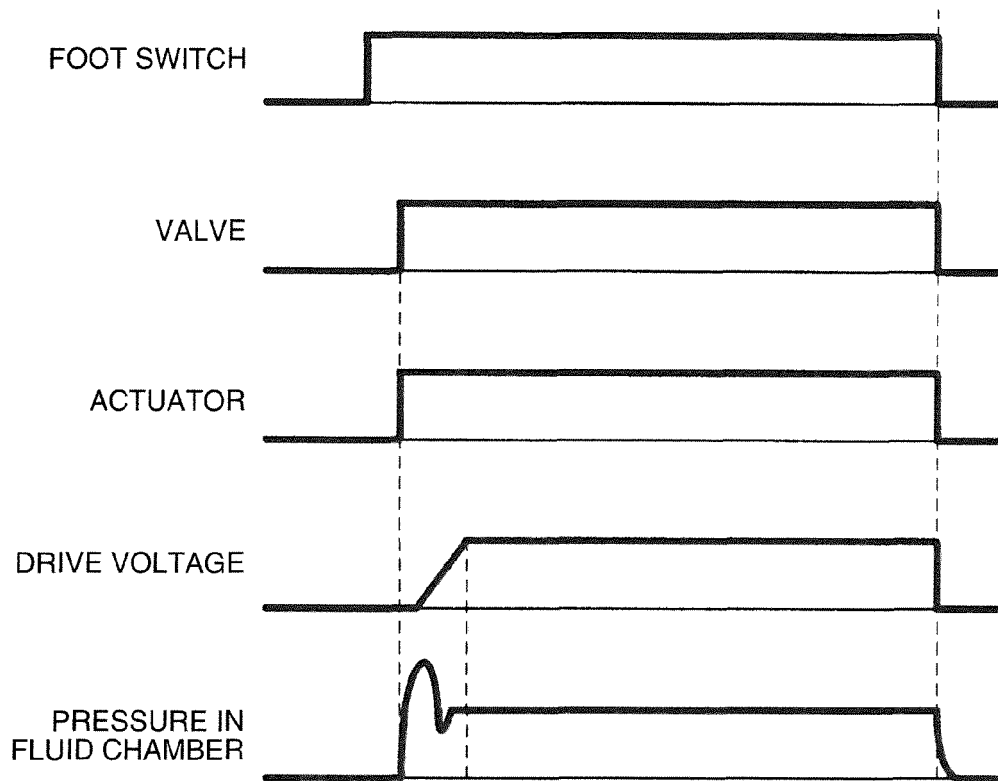 FOOT SWITCH
VALVE
ACTUATOR
DRIVE VOLTAGE
PRESSURE IN
FLUID CHAMBER